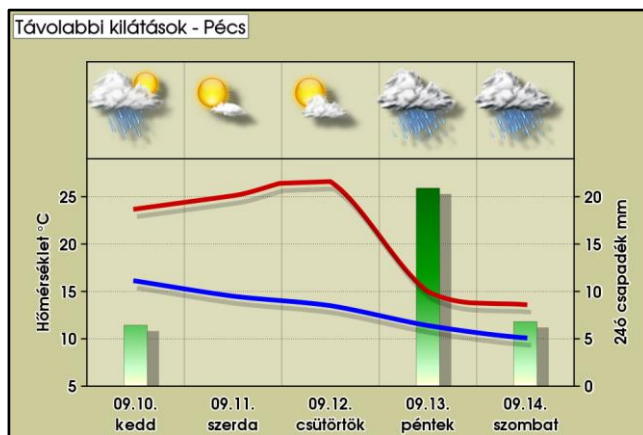 Távolabbi kilátások - Pécs
Hőmérséklet °C
25
20
15
10
5
20
15
10
5
0
24ó csapadék mm
09.10. 09.11. 09.12. 09.13. 09.14.
kedd szerda csütörtök péntek szombat